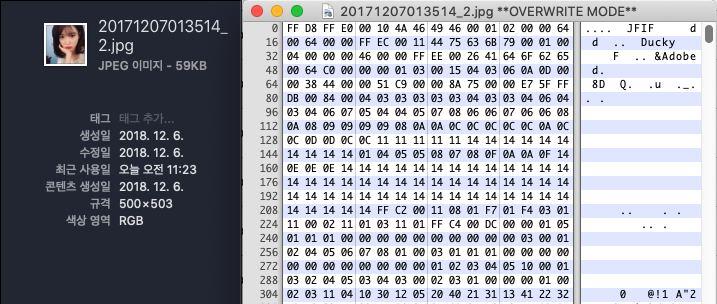 20171207013514_
2.jpg
JPEG 이미지 - 59KB
태그 태그 추가...
생성일 2018. 12. 6.
수정일 2018. 12. 6.
최근 사용일 오늘 오전 11:23
콘텐츠 생성일 2018. 12. 6.
규격 500×503
색상 영역 RGB
20171207013514_2.jpg **OVERWRITE MODE**
0 FF D8 FF E0 00 10 4A 46 49 46 00 01 02 00 00 64 .... JFIF d
16 00 64 00 00 FF EC 00 11 44 75 63 6B 79 00 01 00 d .. Ducky
32 04 00 00 00 46 00 00 FF EE 00 26 41 64 6F 62 65 F .. &Adobe
48 00 64 C0 00 00 00 01 03 00 15 04 03 06 0A 0D 00 d.
64 00 38 44 00 00 51 C9 00 00 8A 75 00 00 E7 5F FF 8D Q. .u ._.
80 DB 00 84 00 04 03 03 03 03 03 04 03 03 04 06 04 . .
96 03 04 06 07 05 04 04 05 07 08 06 06 07 06 06 08
112 0A 08 09 09 09 09 08 0A 0A 0C 0C 0C 0C 0C 0A 0C
128 0C 0D 0D 0C 0C 11 11 11 11 11 14 14 14 14 14 14
144 14 14 14 14 01 04 05 05 08 07 08 0F 0A 0A 0F 14
160 0E 0E 0E 14 14 14 14 14 14 14 14 14 14 14 14 14
176 14 14 14 14 14 14 14 14 14 14 14 14 14 14 14 14
192 14 14 14 14 14 14 14 14 14 14 14 14 14 14 14 14
208 14 14 14 14 14 FF C2 00 11 08 01 F7 01 F4 03 01 .. . .
224 11 00 02 11 01 03 11 01 FF C4 00 DC 00 00 01 05 .. .
240 01 01 01 00 00 00 00 00 00 00 00 00 00 03 00 01
256 02 04 05 06 07 08 01 00 03 01 01 01 01 00 00 00
272 00 00 00 00 00 00 00 00 01 02 03 04 05 10 00 01
288 03 02 04 05 03 04 03 06 02 03 01 00 00 00 01 00
304 02 03 11 04 10 30 12 05 20 40 21 31 13 41 22 32 0 @!1 A"2